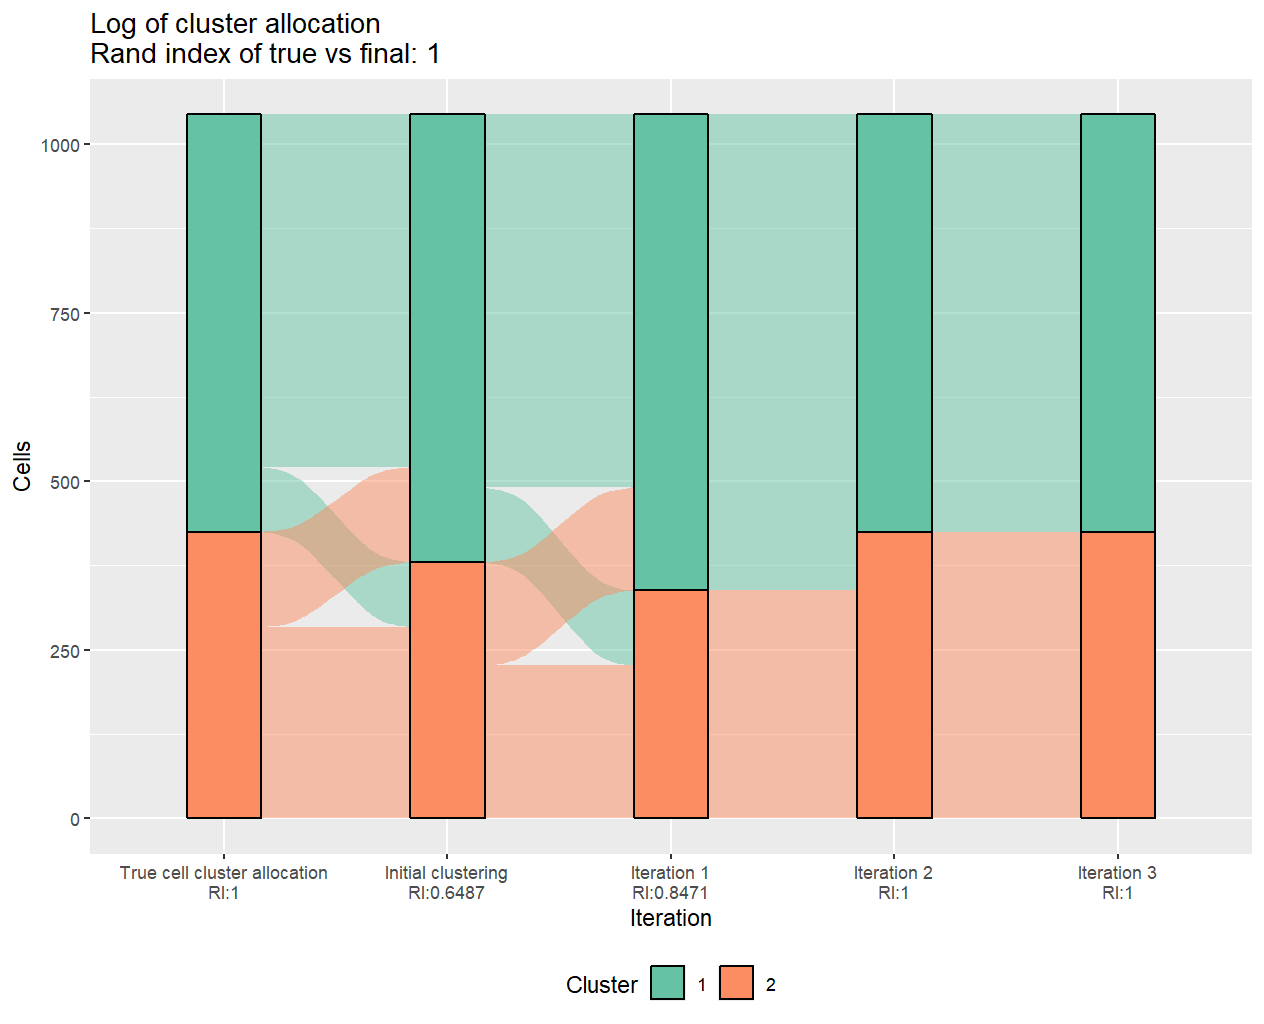 Log of cluster allocation
Rand index of true vs final: 1
Cells
1000
750
500
250
0
True cell cluster allocation
RI:1
Initial clustering
RI:0.6487
Iteration 1
RI:0.8471
Iteration 2
RI:1
Iteration 3
RI:1
Iteration
Cluster 1 2